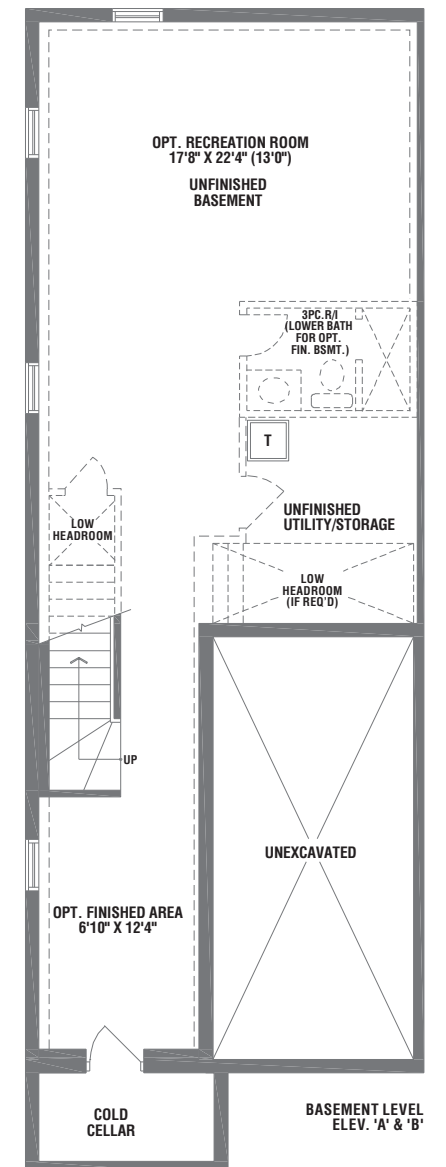 OPT. RECREATION ROOM
17'8" X 22'4" (13'0")
UNFINISHED
BASEMENT
3PC.R/I
(LOWER BATH
FOR OPT.
FIN. BSMT.)
T
UNFINISHED
UTILITY/STORAGE
LOW
HEADROOM
LOW
HEADROOM
(IF REQ'D)
UP
UNEXCAVATED
OPT. FINISHED AREA
6'10" X 12'4"
COLD
CELLAR
BASEMENT LEVEL
ELEV. 'A' & 'B'